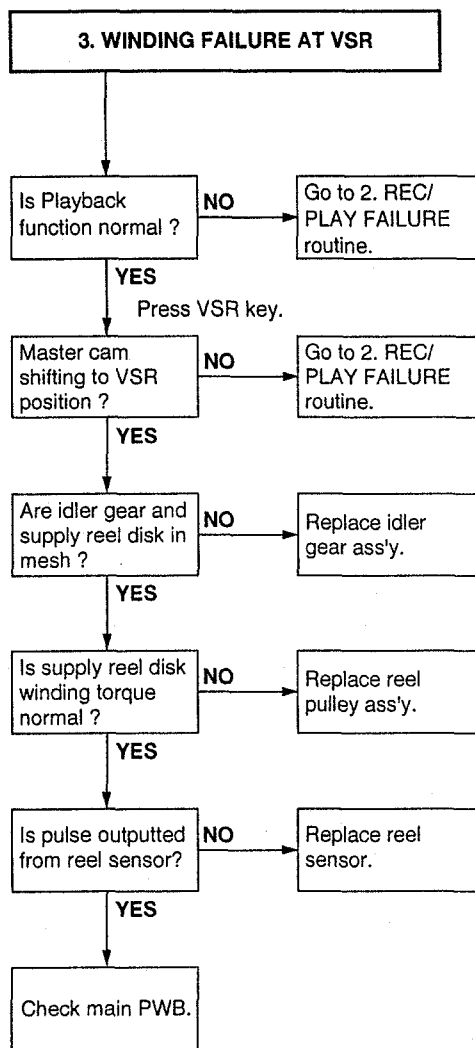 3. WINDING FAILURE AT VSR
Is Playback
function normal ?
NO
Go to 2. REC/
PLAY FAILURE
routine.
YES
Press VSR key.
Master cam
shifting to VSR
position ?
NO
Go to 2. REC/
PLAY FAILURE
routine.
YES
Are idler gear and
supply reel disk in
mesh ?
NO
Replace idler
gear ass'y.
YES
Is supply reel disk
winding torque
normal ?
NO
Replace reel
pulley ass'y.
YES
Is pulse outputted
from reel sensor?
NO
Replace reel
sensor.
YES
Check main PWB.